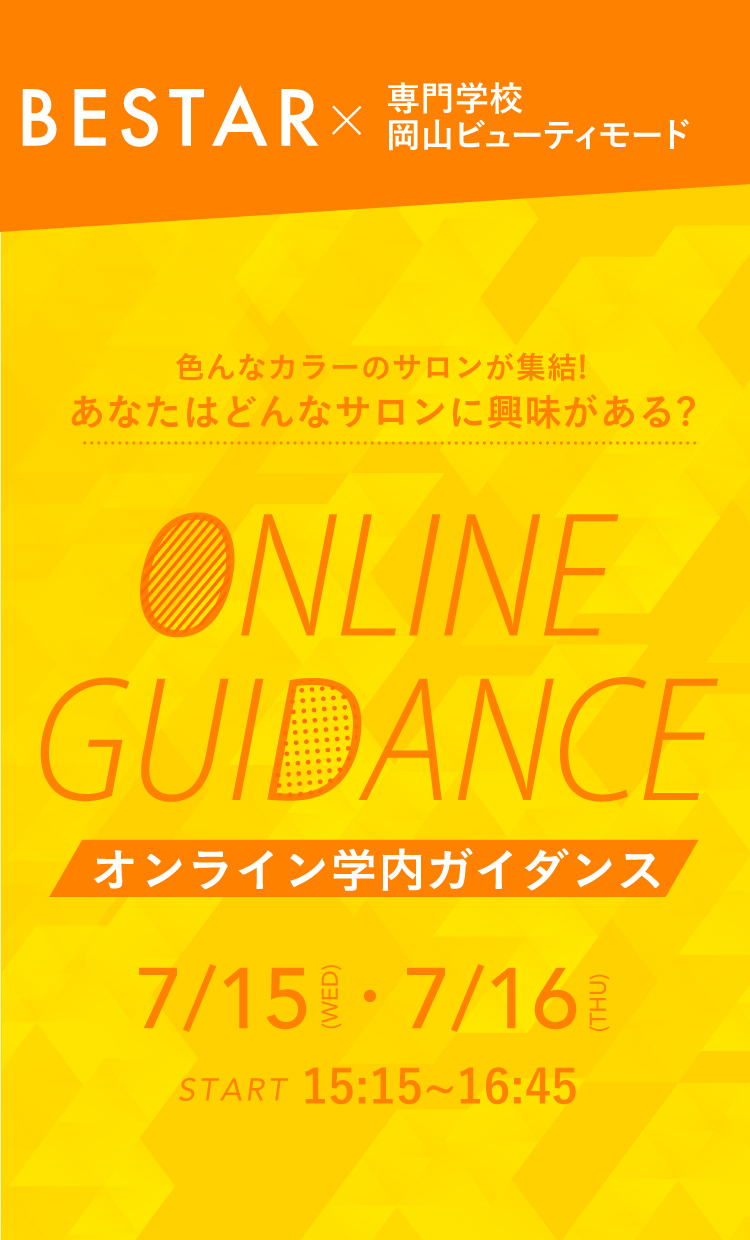 BESTAR×
専門学校
岡山ビューティモード
色んなカラーのサロンが集結!
あなたはどんなサロンに興味がある?
ONLINE
GUIDANCE
オンライン学内ガイダンス
7/15(WED)・7/16(THU)
START 15:15~16:45